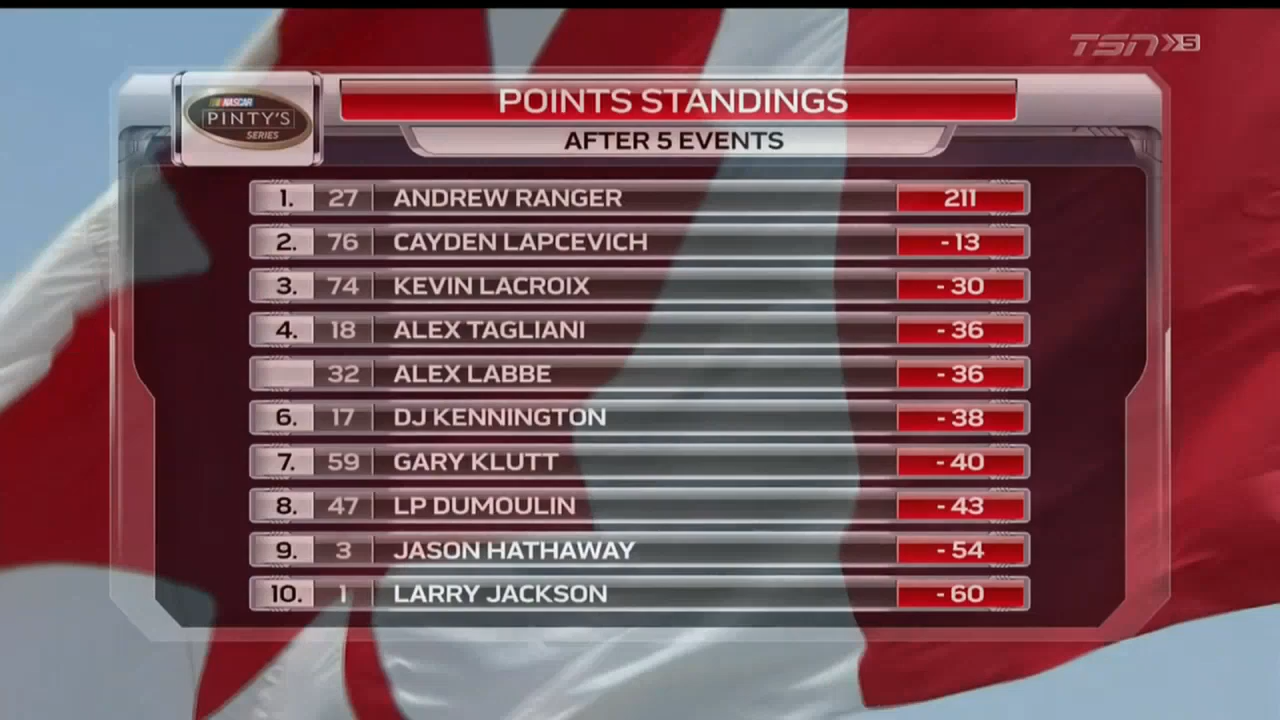 TSN 5
NASCAR
PINTY'S
SERIES
POINTS STANDINGS
AFTER 5 EVENTS
1. 27 ANDREW RANGER 211
2. 76 CAYDEN LAPCEVICH - 13
3. 74 KEVIN LACROIX - 30
4. 18 ALEX TAGLIANI - 36
32 ALEX LABBE - 36
6. 17 DJ KENNINGTON - 38
7. 59 GARY KLUTT - 40
8. 47 LP DUMOULIN - 43
9. 3 JASON HATHAWAY - 54
10. 1 LARRY JACKSON - 60